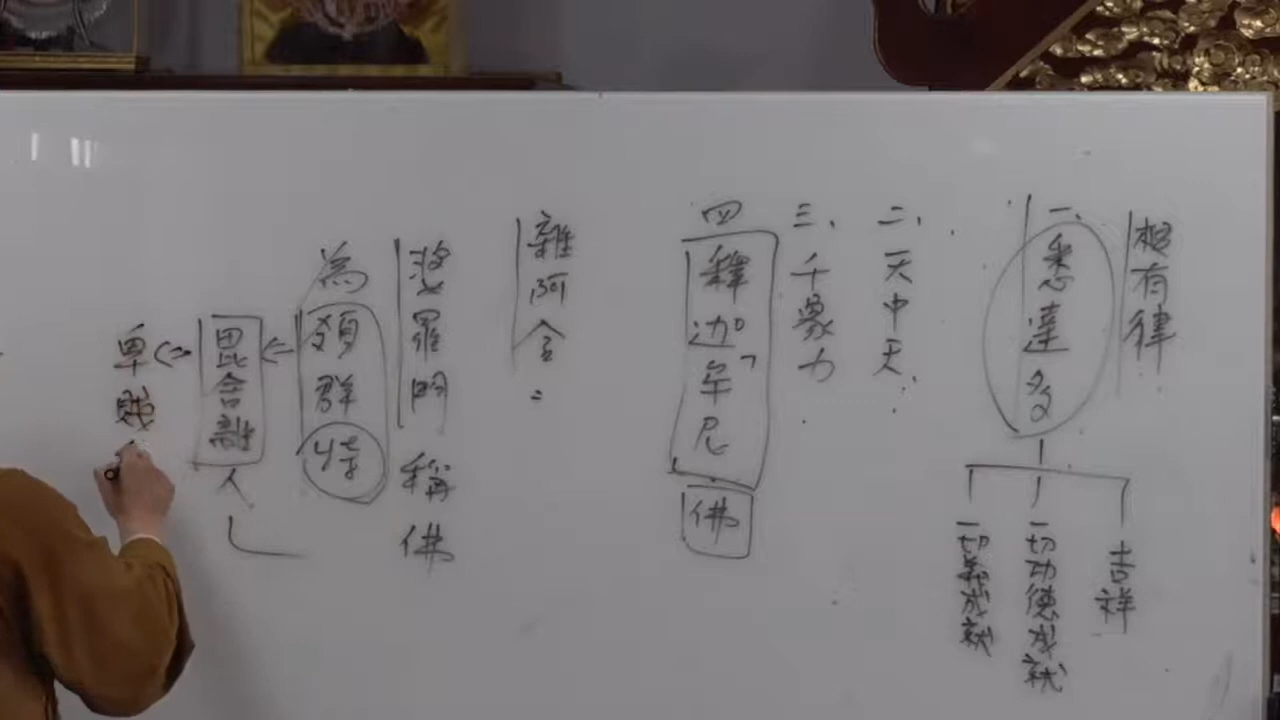 根有律
一、悉達多
吉祥
一切功德成就
一切義成就
二、天中天
三、千象力
四 釋迦牟尼佛
雜阿含:
婆羅門稱佛
為頞群特
毘舍離人
卑賤